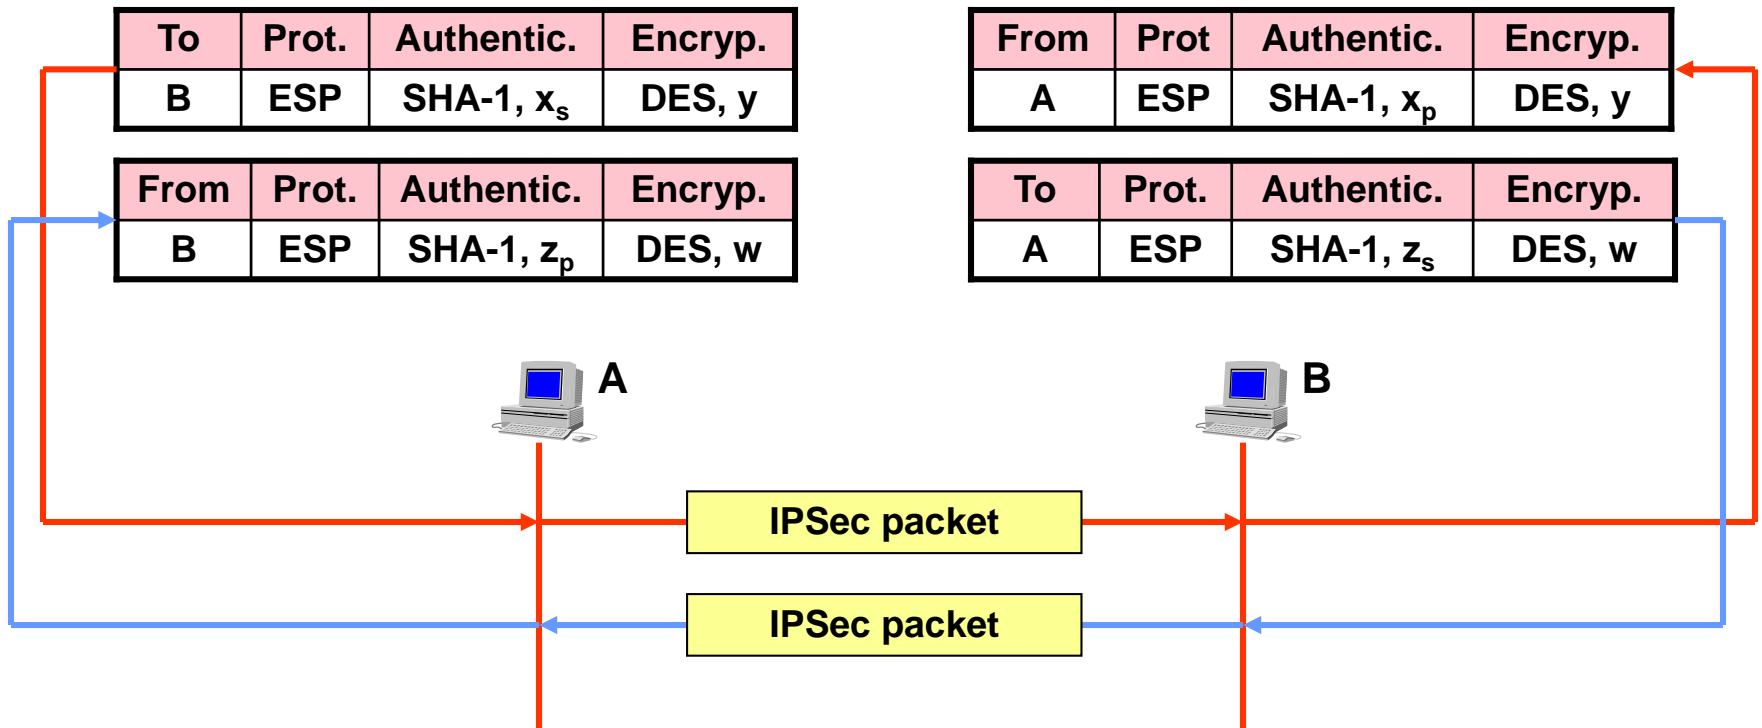 To Prot. Authentic. Encryp.
B ESP SHA-1, xₛ DES, y
From Prot Authentic. Encryp.
A ESP SHA-1, xₚ DES, y
From Prot. Authentic. Encryp.
B ESP SHA-1, zₚ DES, w
To Prot. Authentic. Encryp.
A ESP SHA-1, zₛ DES, w
A
B
IPSec packet
IPSec packet